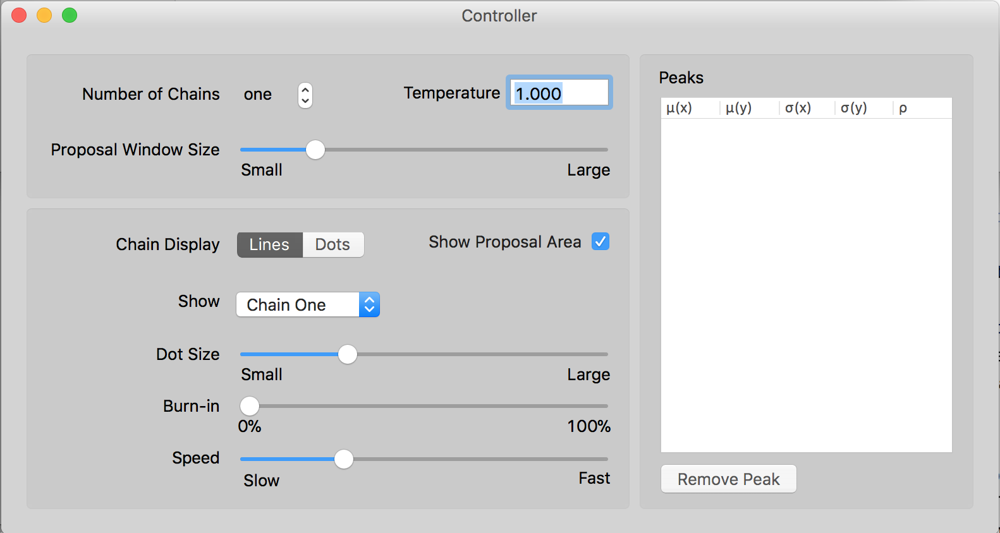 Controller
Number of Chains one
Temperature 1.000
Proposal Window Size
Small Large
Chain Display Lines Dots
Show Proposal Area
Show Chain One
Dot Size
Small Large
Burn-in
0% 100%
Speed
Slow Fast
Peaks
μ(x) μ(y) σ(x) σ(y) ρ
Remove Peak